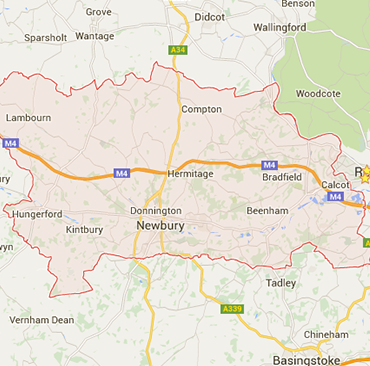 Grove
Didcot
Benson
Sparsholt
Wantage
Wallingford
A34
Woodcote
Compton
Lambourn
M4
M4
Hermitage
M4
Bradfield
Calcot
M4
Hungerford
Donnington
Beenham
Kintbury
Newbury
Tadley
A339
Vernham Dean
Chineham
Basingstoke